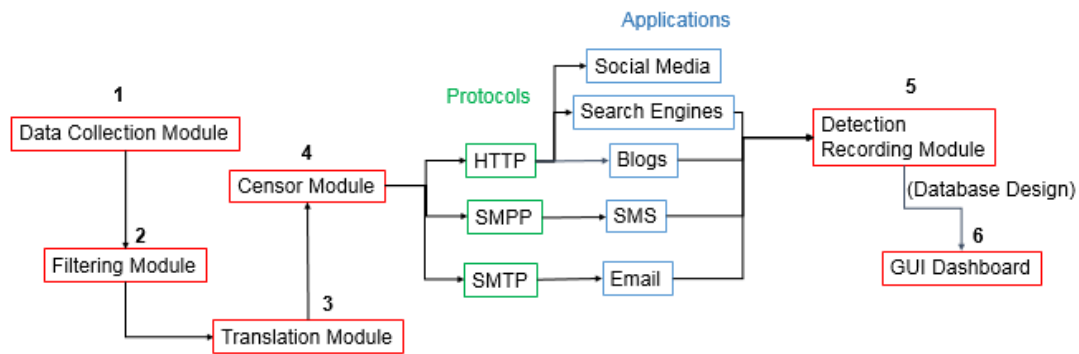 Applications
Social Media
1
Protocols
5
Search Engines
Data Collection Module
Detection
Recording Module
4
HTTP
Blogs
Censor Module
(Database Design)
SMPP
SMS
2
6
Filtering Module
GUI Dashboard
SMTP
Email
3
Translation Module